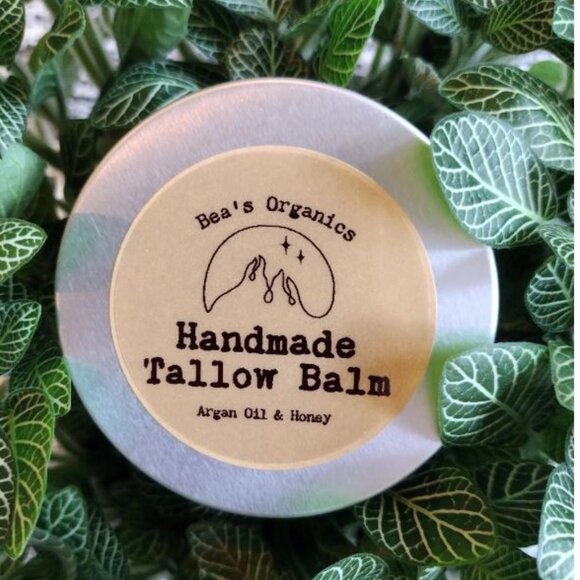 Bea's Organics
Handmade
Tallow Balm
Argan Oil & Honey